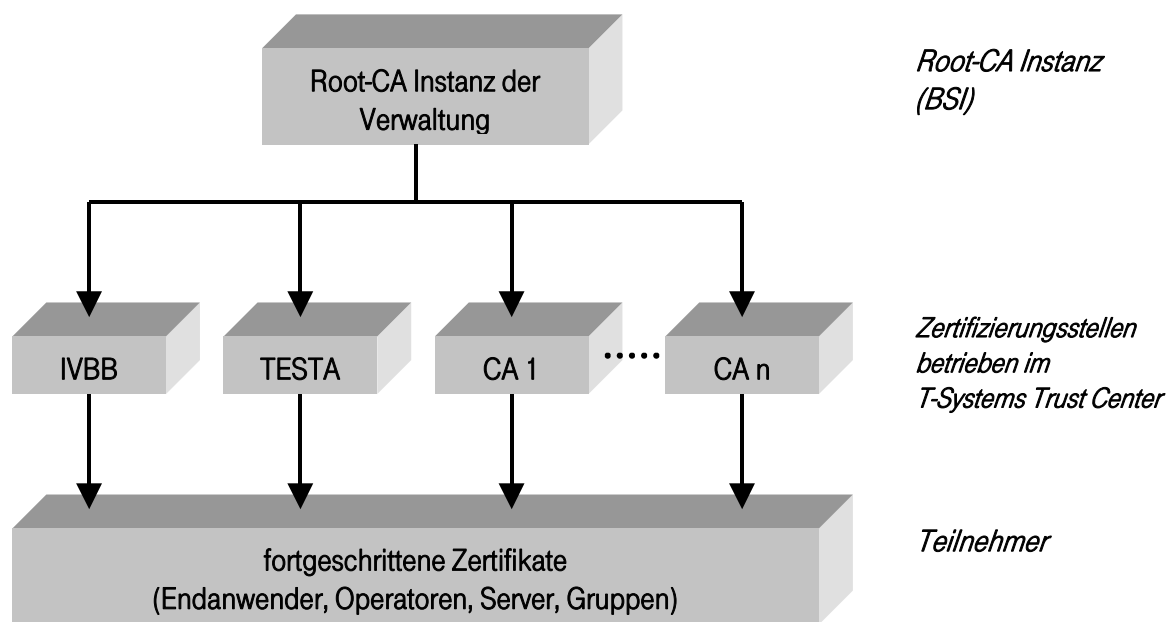 Root-CA Instanz der
Verwaltung
Root-CA Instanz
(BSI)
IVBB
TESTA
CA 1
CA n
Zertifizierungsstellen
betrieben im
T-Systems Trust Center
fortgeschrittene Zertifikate
(Endanwender, Operatoren, Server, Gruppen)
Teilnehmer